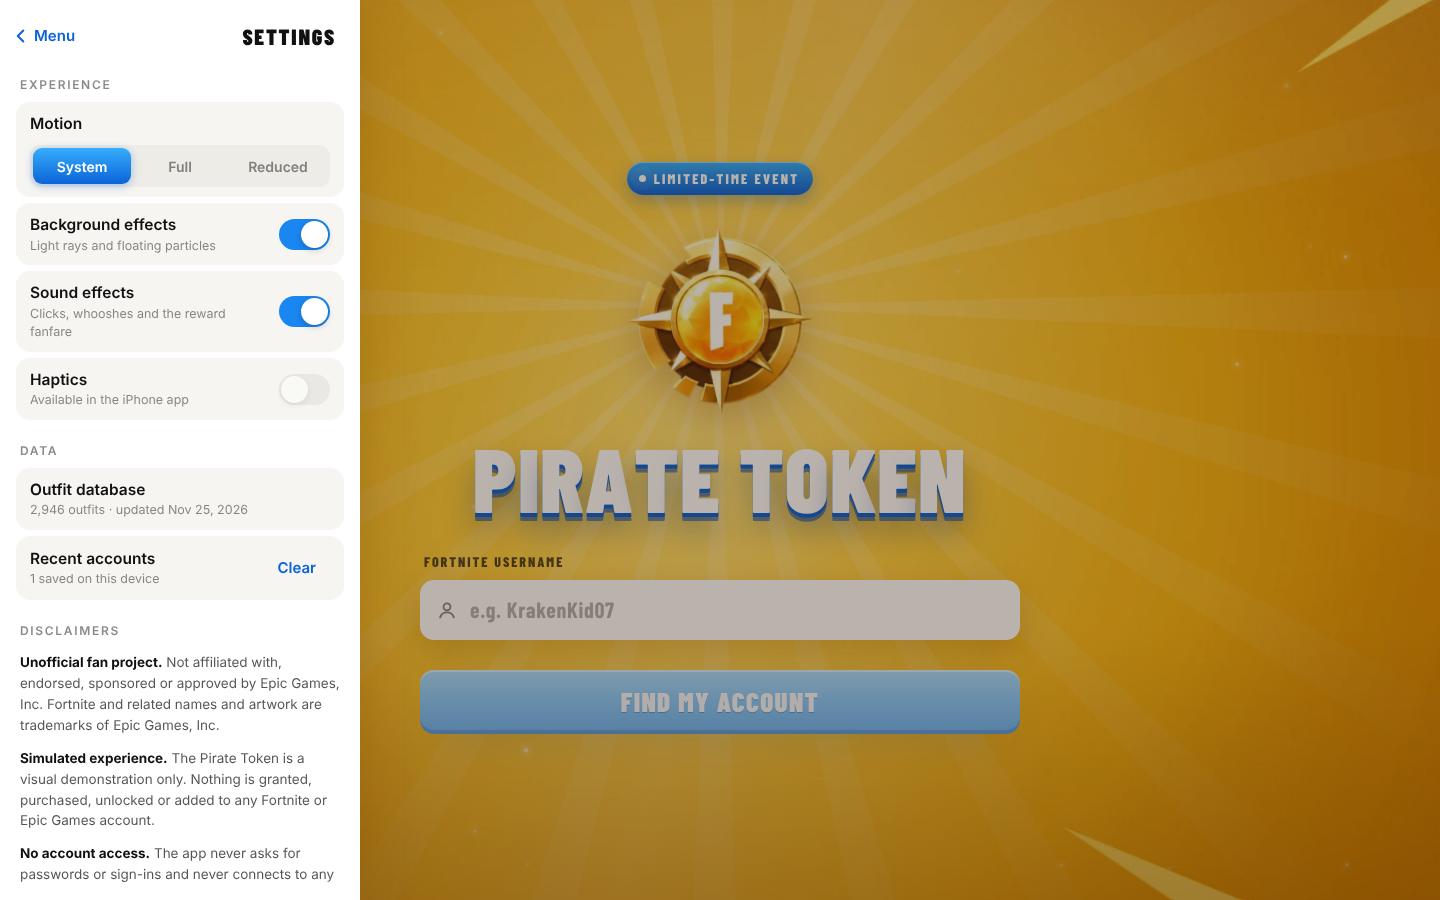 Menu
SETTINGS
EXPERIENCE
Motion
System
Full
Reduced
Background effects
Light rays and floating particles
Sound effects
Clicks, whooshes and the reward
fanfare
Haptics
Available in the iPhone app
DATA
Outfit database
2,946 outfits · updated Nov 25, 2026
Recent accounts
1 saved on this device
Clear
DISCLAIMERS
Unofficial fan project. Not affiliated with,
endorsed, sponsored or approved by Epic Games,
Inc. Fortnite and related names and artwork are
trademarks of Epic Games, Inc.
Simulated experience. The Pirate Token is a
visual demonstration only. Nothing is granted,
purchased, unlocked or added to any Fortnite or
Epic Games account.
No account access. The app never asks for
passwords or sign-ins and never connects to any
LIMITED-TIME EVENT
F
PIRATE TOKEN
FORTNITE USERNAME
e.g. KrakenKid07
FIND MY ACCOUNT